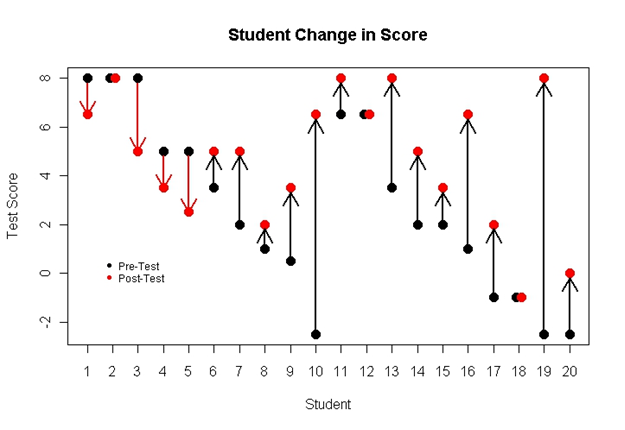 Student Change in Score
Test Score
8
6
4
2
0
-2
Pre-Test
Post-Test
1 2 3 4 5 6 7 8 9 10 11 12 13 14 15 16 17 18 19 20
Student